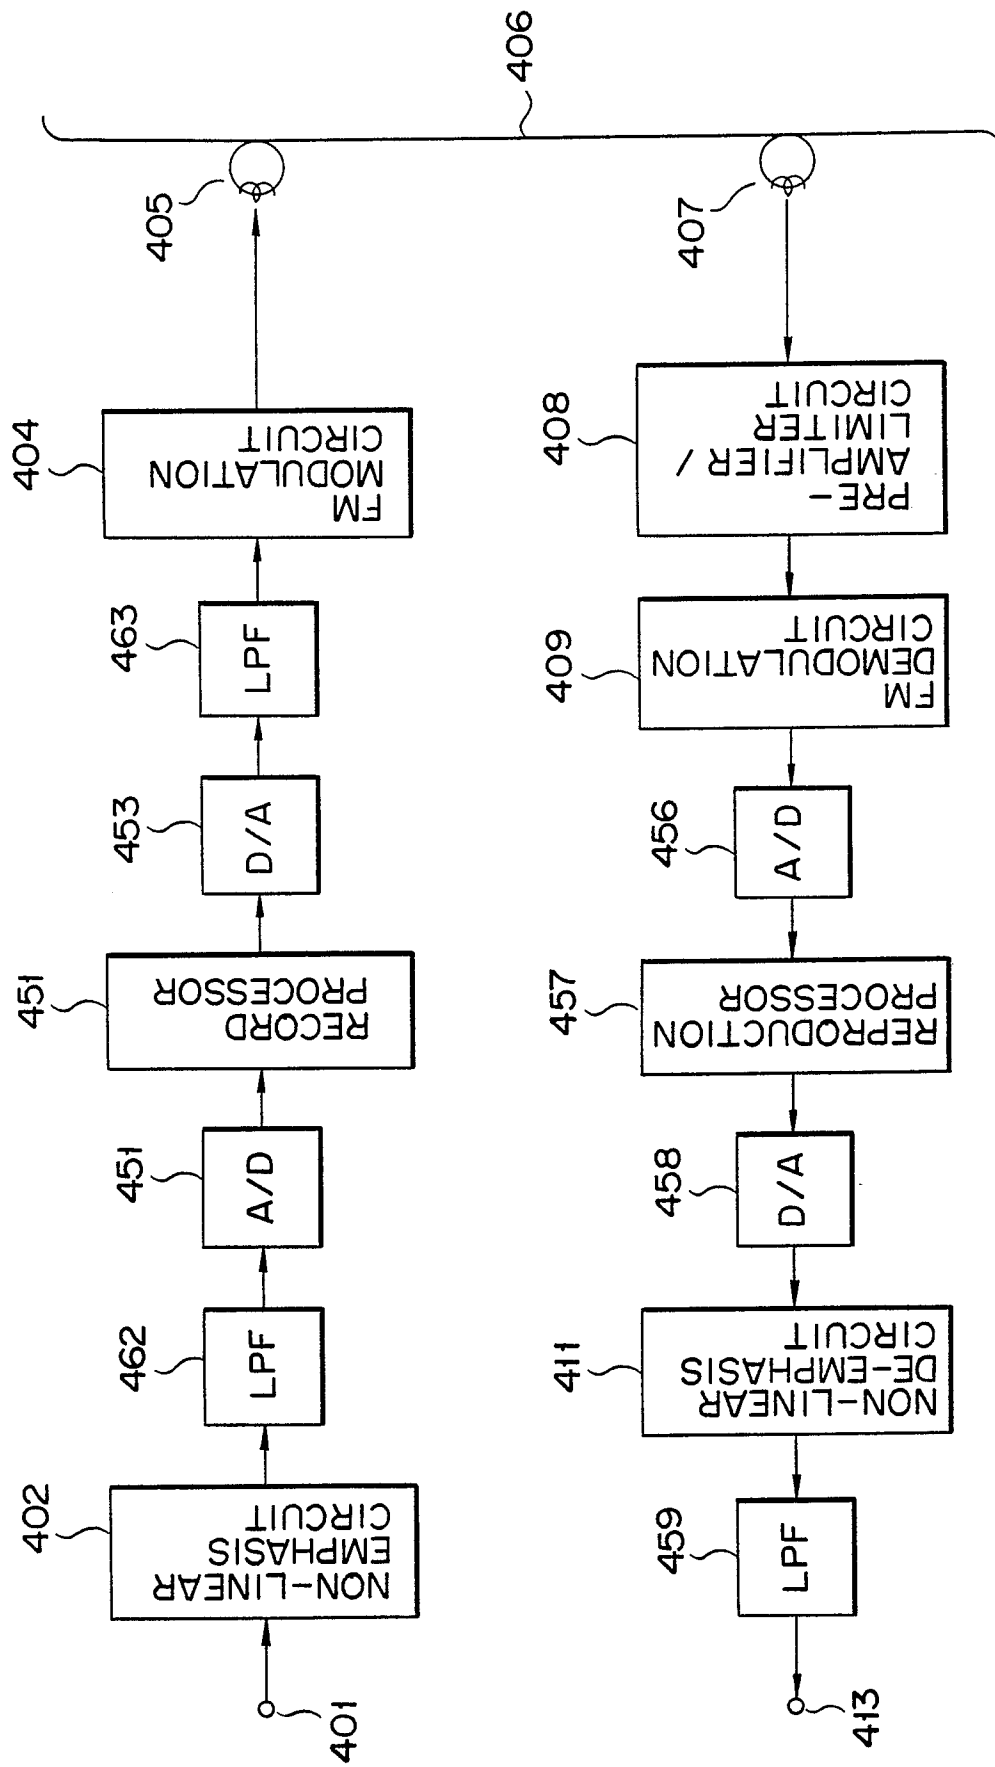 401
402
NON-LINEAR
EMPHASIS
CIRCUIT
462
LPF
451
A/D
451
RECORD
PROCESSOR
453
D/A
463
LPF
404
FM
MODULATION
CIRCUIT
405
406
407
408
PRE-
AMPLIFIER /
LIMITER
CIRCUIT
409
FM
DEMODULATION
CIRCUIT
456
A/D
457
REPRODUCTION
PROCESSOR
458
D/A
411
NON-LINEAR
DE-EMPHASIS
CIRCUIT
459
LPF
413